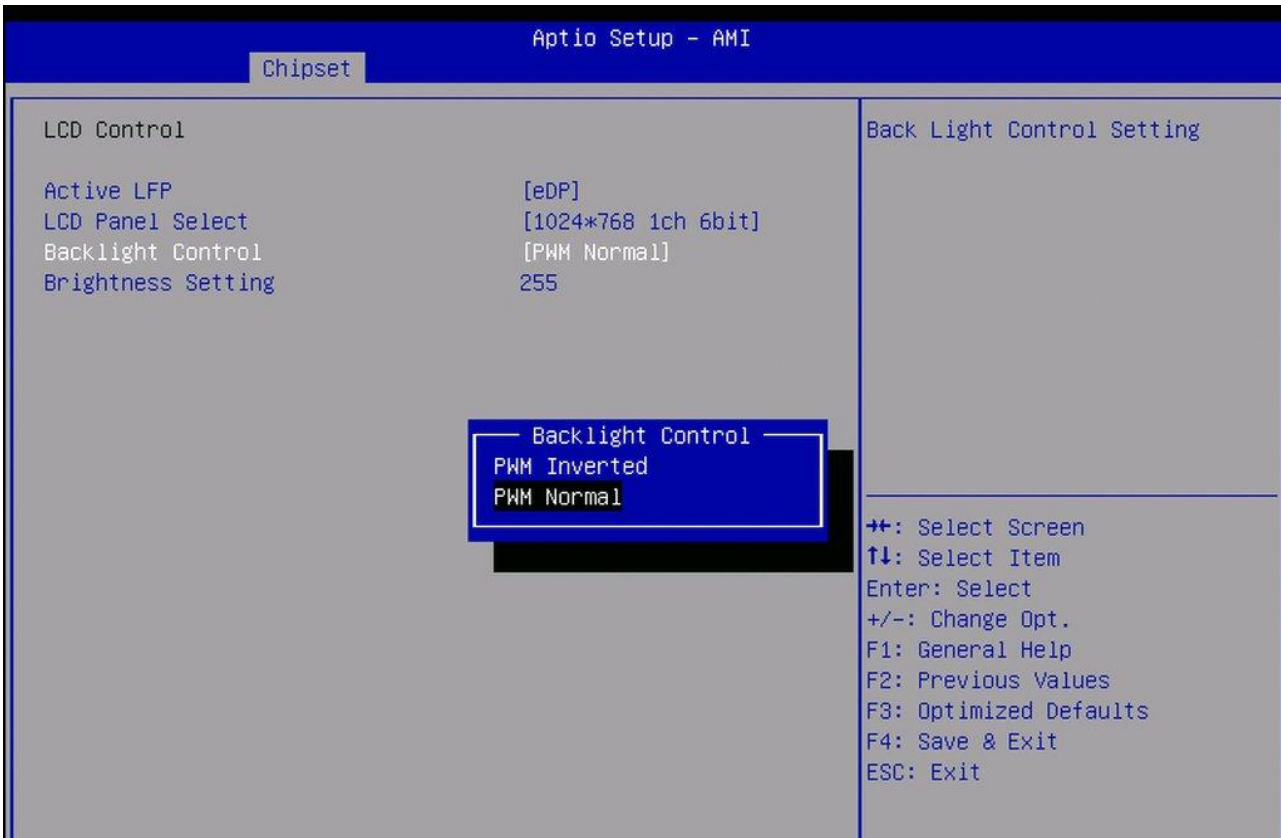 Aptio Setup - AMI
Chipset
LCD Control
Active LFP [eDP]
LCD Panel Select [1024*768 1ch 6bit]
Backlight Control [PWM Normal]
Brightness Setting 255
Backlight Control
PWM Inverted
PWM Normal
Back Light Control Setting
→←: Select Screen
↑↓: Select Item
Enter: Select
+/-: Change Opt.
F1: General Help
F2: Previous Values
F3: Optimized Defaults
F4: Save & Exit
ESC: Exit